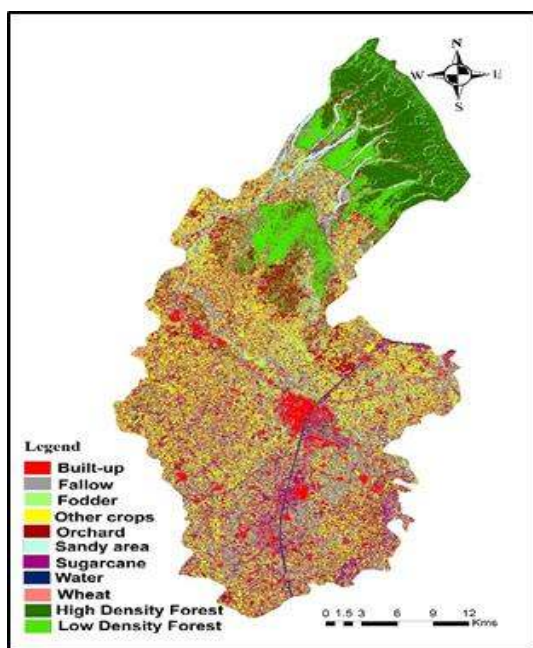 N
W E
S
Legend
Built-up
Fallow
Fodder
Other crops
Orchard
Sandy area
Sugarcane
Water
Wheat
High Density Forest
Low Density Forest
0 1.5 3 6 9 12
Kms